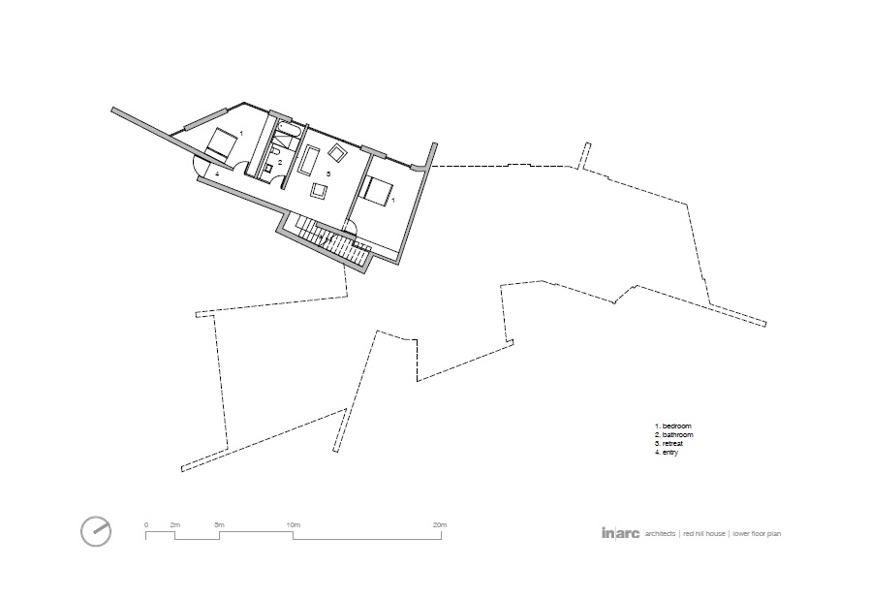 1
2
3
4
1
1. bedroom
2. bathroom
3. retreat
4. entry
0 2m 5m 10m 20m
in|arc architects | red hill house | lower floor plan